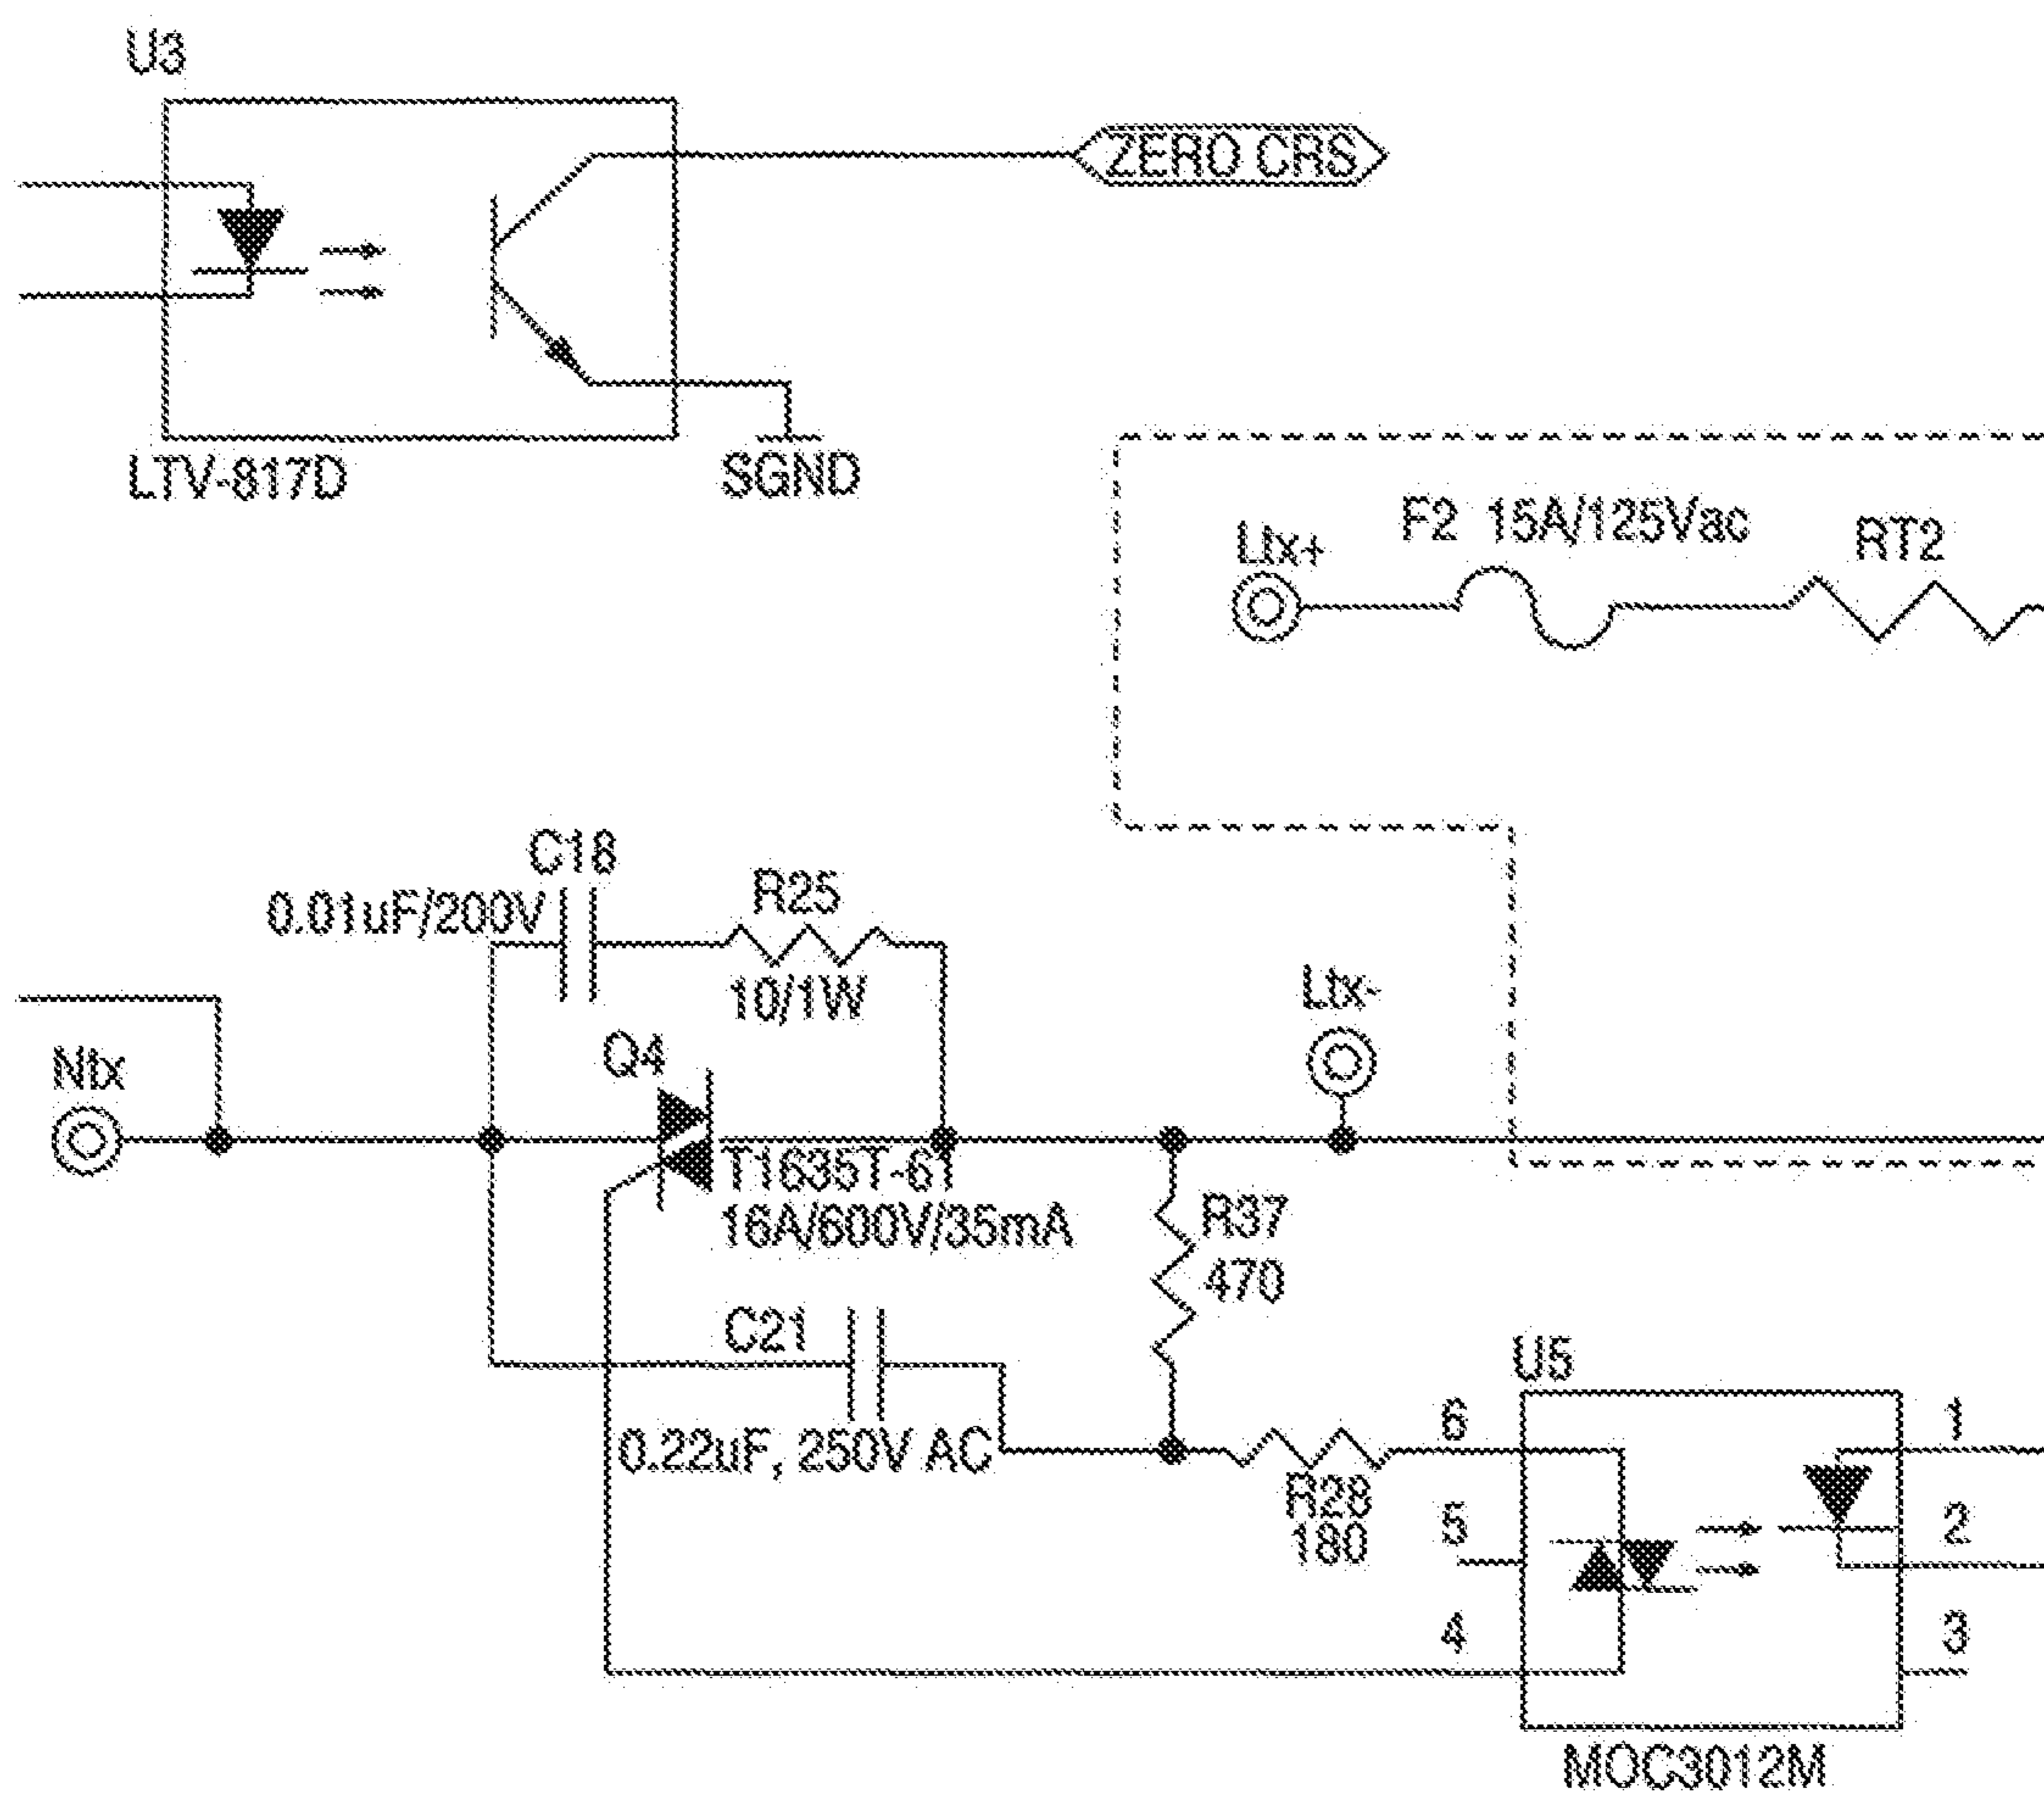 U3
ZERO CRS
LTV-817D
SGND
Ltx+
F2 15A/125Vac
RT2
C18
0.01uF/200V
R25
10/1W
Ltx-
Ntx
Q4
T1635T-6T
16A/600V/35mA
R37
470
C21
0.22uF, 250V AC
U5
6
1
R28
180
5
2
4
3
MOC3012M